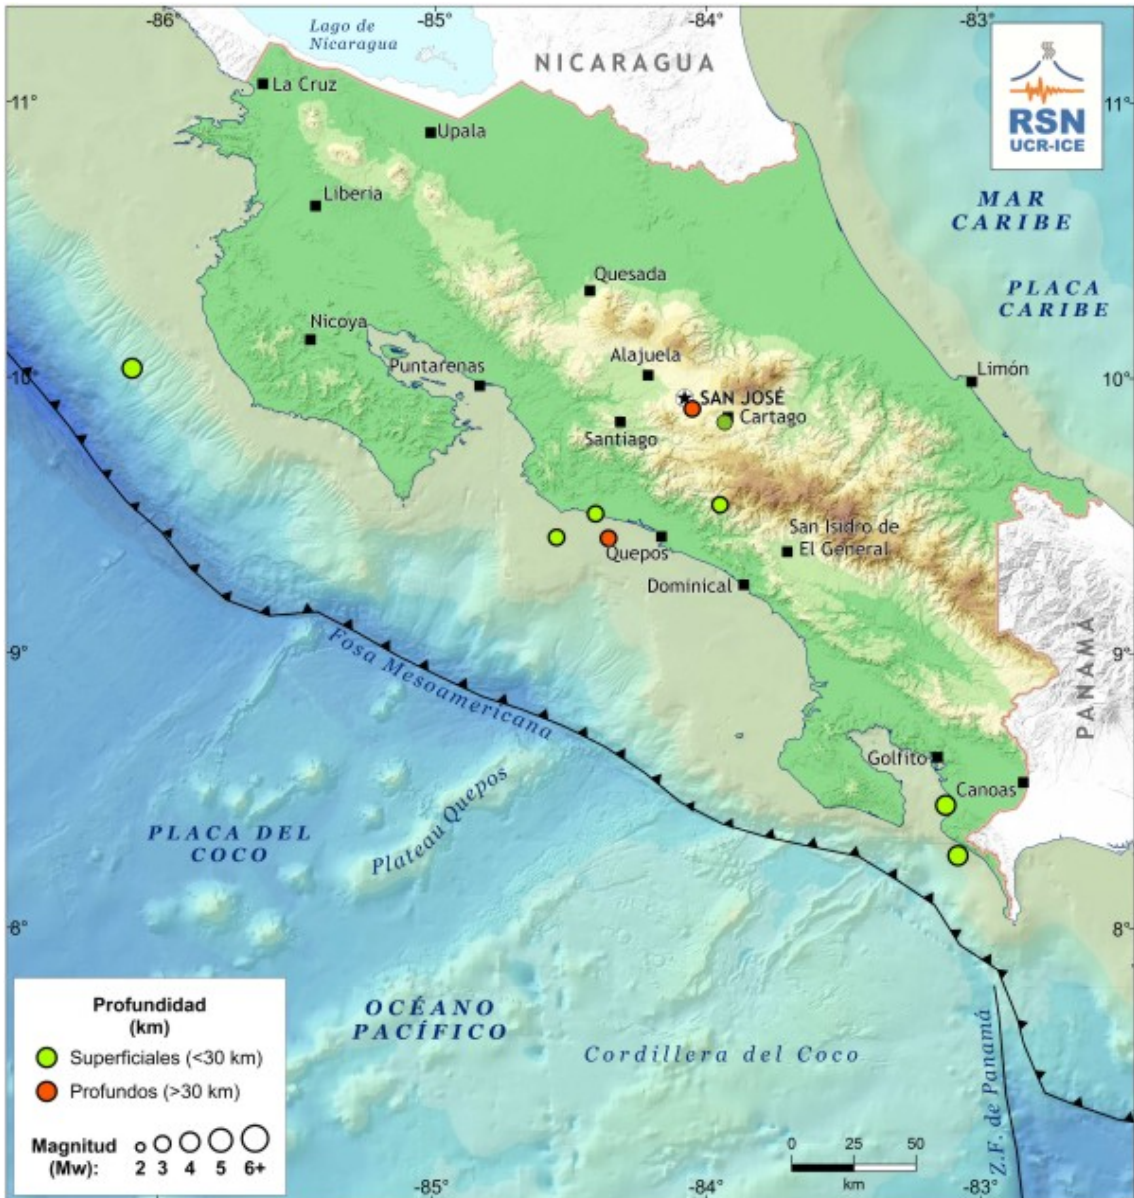 -86°
-85°
-84°
-83°
Lago de
Nicaragua
NICARAGUA
La Cruz
11°
11°
RSN
UCR-ICE
Upala
Liberia
MAR
CARIBE
Quesada
PLACA
CARIBE
Nicoya
Alajuela
Puntarenas
Limón
10°
10°
SAN JOSÉ
Cartago
Santiago
San Isidro de
El General
Quepos
Dominical
9°
9°
Fosa Mesoamericana
PANAMÁ
Golfito
Canoas
Plateau Quepos
PLACA DEL
COCO
8°
8°
Profundidad
(km)
Superficiales (<30 km)
Profundos (>30 km)
Magnitud
(Mw):
2 3 4 5 6+
OCÉANO
PACÍFICO
Cordillera del Coco
Z.F. de Panamá
0 25 50
km
-85°
-84°
-83°